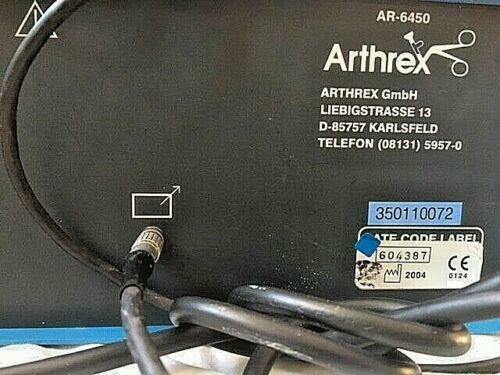 AR-6450
Arthrex
ARTHREX GmbH
LIEBIGSTRASSE 13
D-85757 KARLSFELD
TELEFON (08131) 5957-0
350110072
CODE LABEL
604387
2004
CE
0124